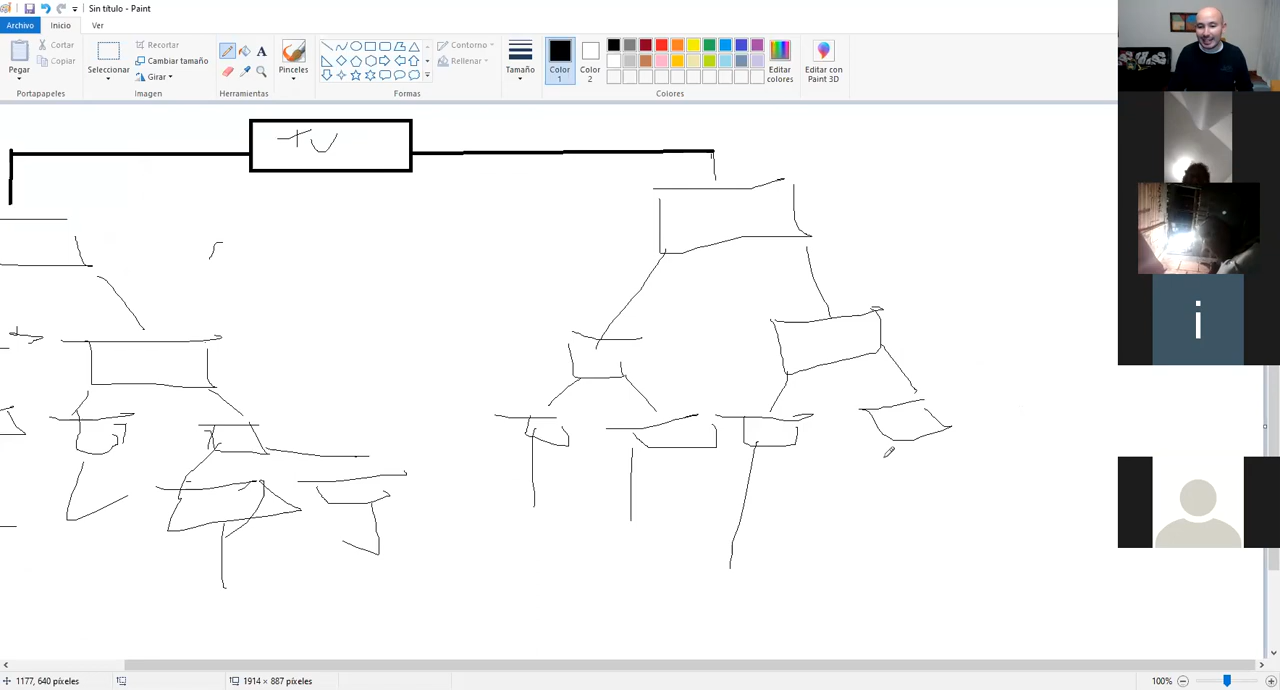 Sin título - Paint
Archivo Inicio Ver
Pegar
Cortar
Copiar
Portapapeles
Seleccionar
Recortar
Cambiar tamaño
Girar
Imagen
A
Herramientas
Pinceles
Contorno
Rellenar
Formas
Tamaño
Color 1
Color 2
Editar colores
Colores
Editar con Paint 3D
TU
i
1177, 640 píxeles
1914 × 887 píxeles
100%